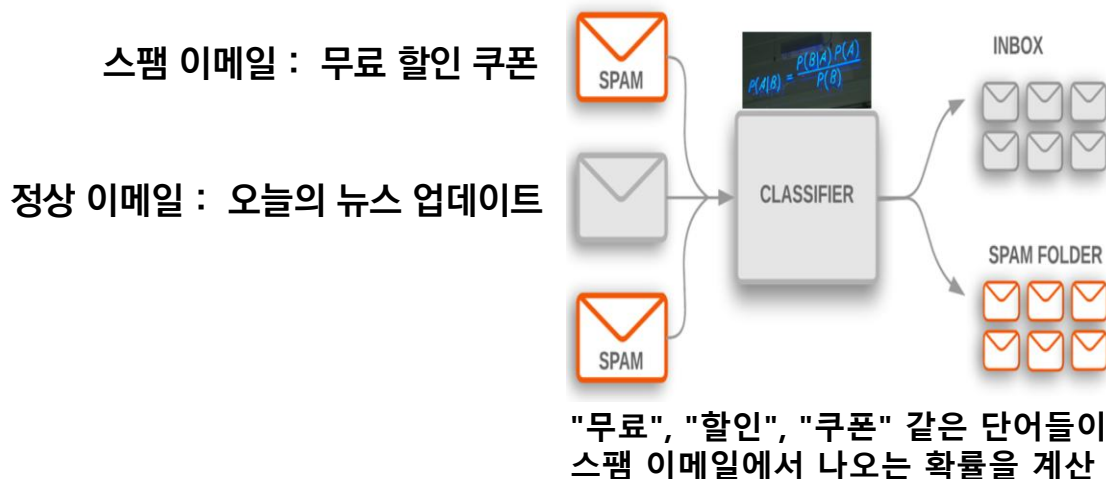 스팸 이메일 : 무료 할인 쿠폰
정상 이메일 : 오늘의 뉴스 업데이트
SPAM
SPAM
P(A|B) = P(B|A) P(A) / P(B)
CLASSIFIER
INBOX
SPAM FOLDER
"무료", "할인", "쿠폰" 같은 단어들이
스팸 이메일에서 나오는 확률을 계산